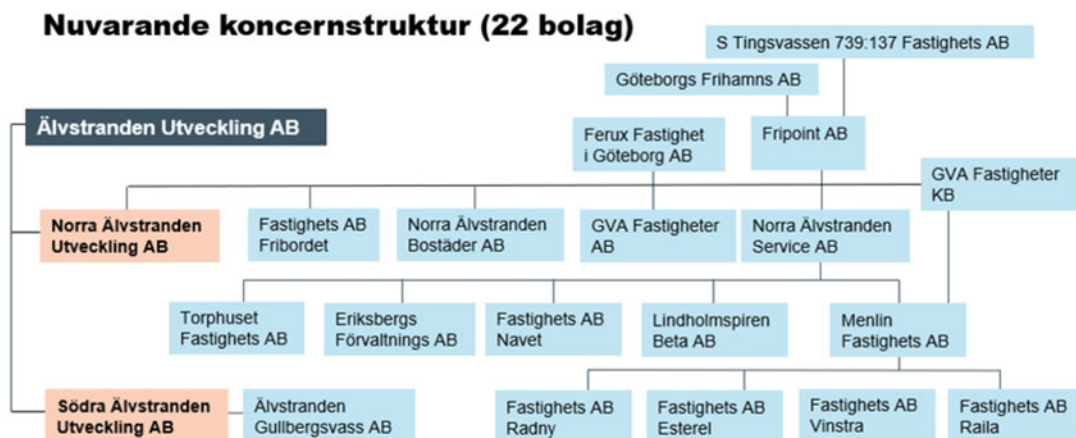 Nuvarande koncernstruktur (22 bolag)
S Tingsvassen 739:137 Fastighets AB
Göteborgs Frihamns AB
Älvstranden Utveckling AB
Ferux Fastighet
i Göteborg AB
Fripoint AB
GVA Fastigheter
KB
Norra Älvstranden
Utveckling AB
Fastighets AB
Fribordet
Norra Älvstranden
Bostäder AB
GVA Fastigheter
AB
Norra Älvstranden
Service AB
Torphuset
Fastighets AB
Eriksbergs
Förvaltnings AB
Fastighets AB
Navet
Lindholmspiren
Beta AB
Menlin
Fastighets AB
Södra Älvstranden
Utveckling AB
Älvstranden
Gullbergsvass AB
Fastighets AB
Radny
Fastighets AB
Esterel
Fastighets AB
Vinstra
Fastighets AB
Raila